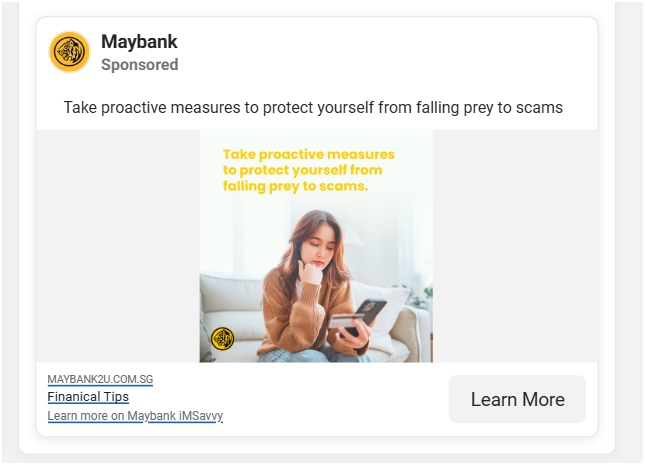 Maybank
Sponsored
Take proactive measures to protect yourself from falling prey to scams
Take proactive measures
to protect yourself from
falling prey to scams.
MAYBANK2U.COM.SG
Finanical Tips
Learn more on Maybank iMSavvy
Learn More